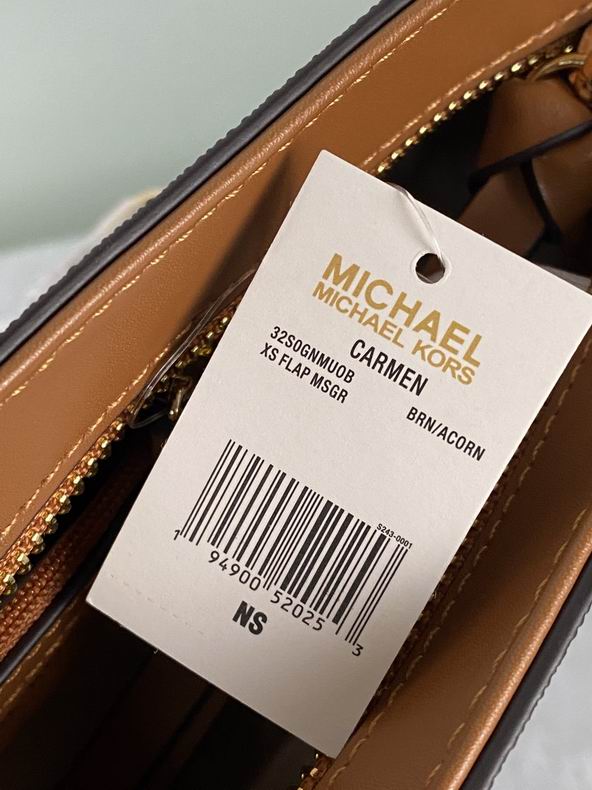 MICHAEL
MICHAEL KORS
CARMEN
32S0GNMU0B
XS FLAP MSGR
BRN/ACORN
S243-0001
1 94900 52025 3
NS